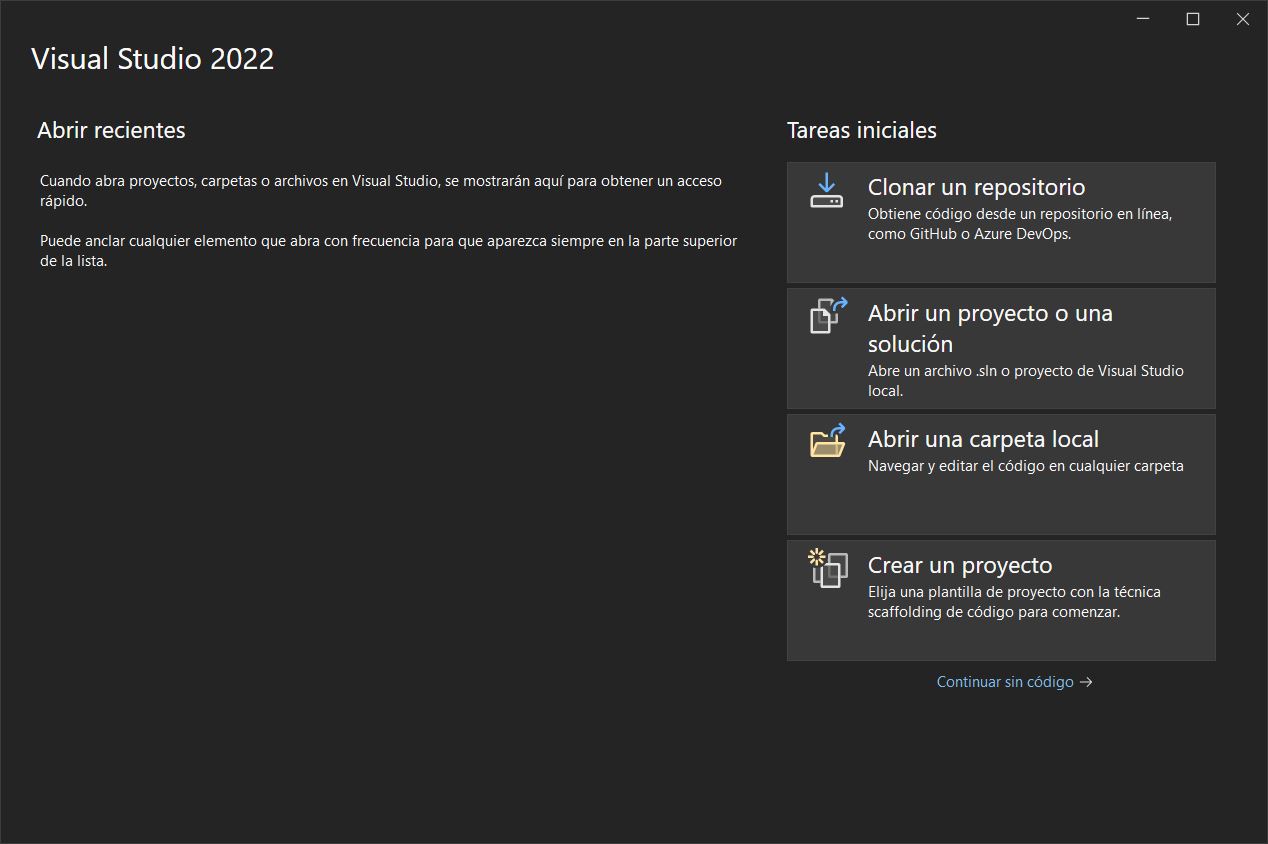 Visual Studio 2022
Abrir recientes
Cuando abra proyectos, carpetas o archivos en Visual Studio, se mostrarán aquí para obtener un acceso
rápido.
Puede anclar cualquier elemento que abra con frecuencia para que aparezca siempre en la parte superior
de la lista.
Tareas iniciales
Clonar un repositorio
Obtiene código desde un repositorio en línea,
como GitHub o Azure DevOps.
Abrir un proyecto o una
solución
Abre un archivo .sln o proyecto de Visual Studio
local.
Abrir una carpeta local
Navegar y editar el código en cualquier carpeta
Crear un proyecto
Elija una plantilla de proyecto con la técnica
scaffolding de código para comenzar.
Continuar sin código →